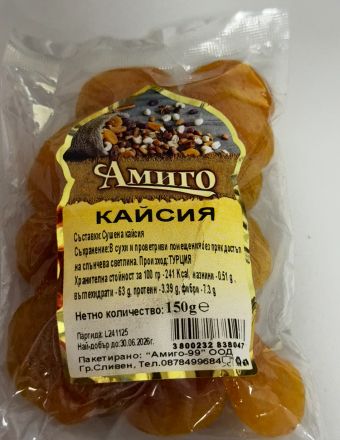 Амиго
КАЙСИЯ
Съставки:Сушена кайсия
Съхранение:В сухи и проветриви помещения без пряк достъп
на слънчева светлина. Произход:ТУРЦИЯ
Хранителна стойност за 100 гр -241 Kcal, мазнини -0.51 g ,
въглехидрати - 63 g, протеин - 3.39 g, фибри -7.3 g
Нетно количество: 150g℮
Партида: L241125
Най-добър до:30.06.2026г.
3800232 838047
Пакетирано: "Амиго-99" ООД
Гр.Сливен, Тел.0878499684